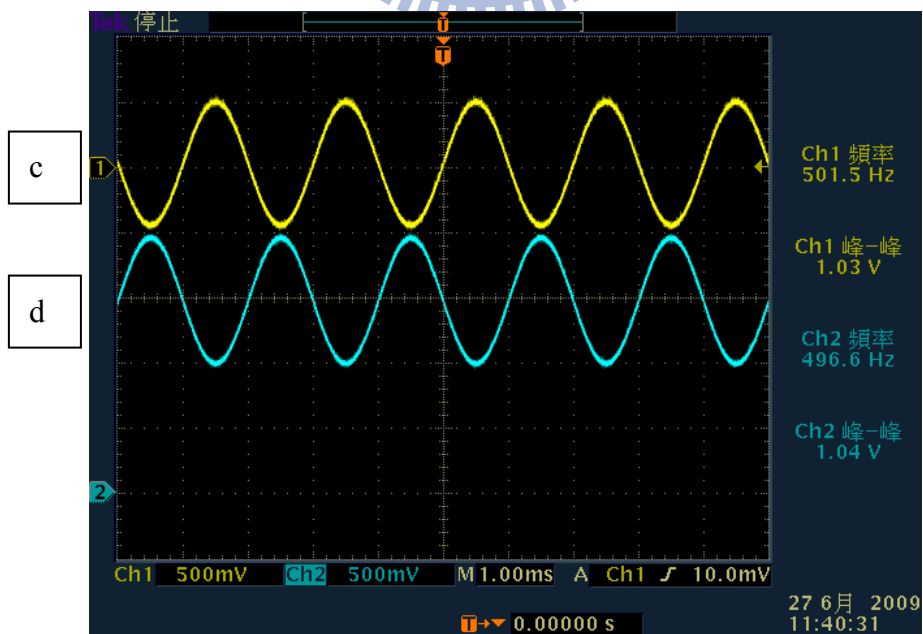 Tek 停止
T
T
c
1
Ch1 頻率
501.5 Hz
Ch1 峰-峰
1.03 V
d
Ch2 頻率
496.6 Hz
Ch2 峰-峰
1.04 V
2
Ch1 500mV Ch2 500mV M 1.00ms A Ch1 ƒ 10.0mV
T→▼ 0.00000 s
27 6月 2009
11:40:31